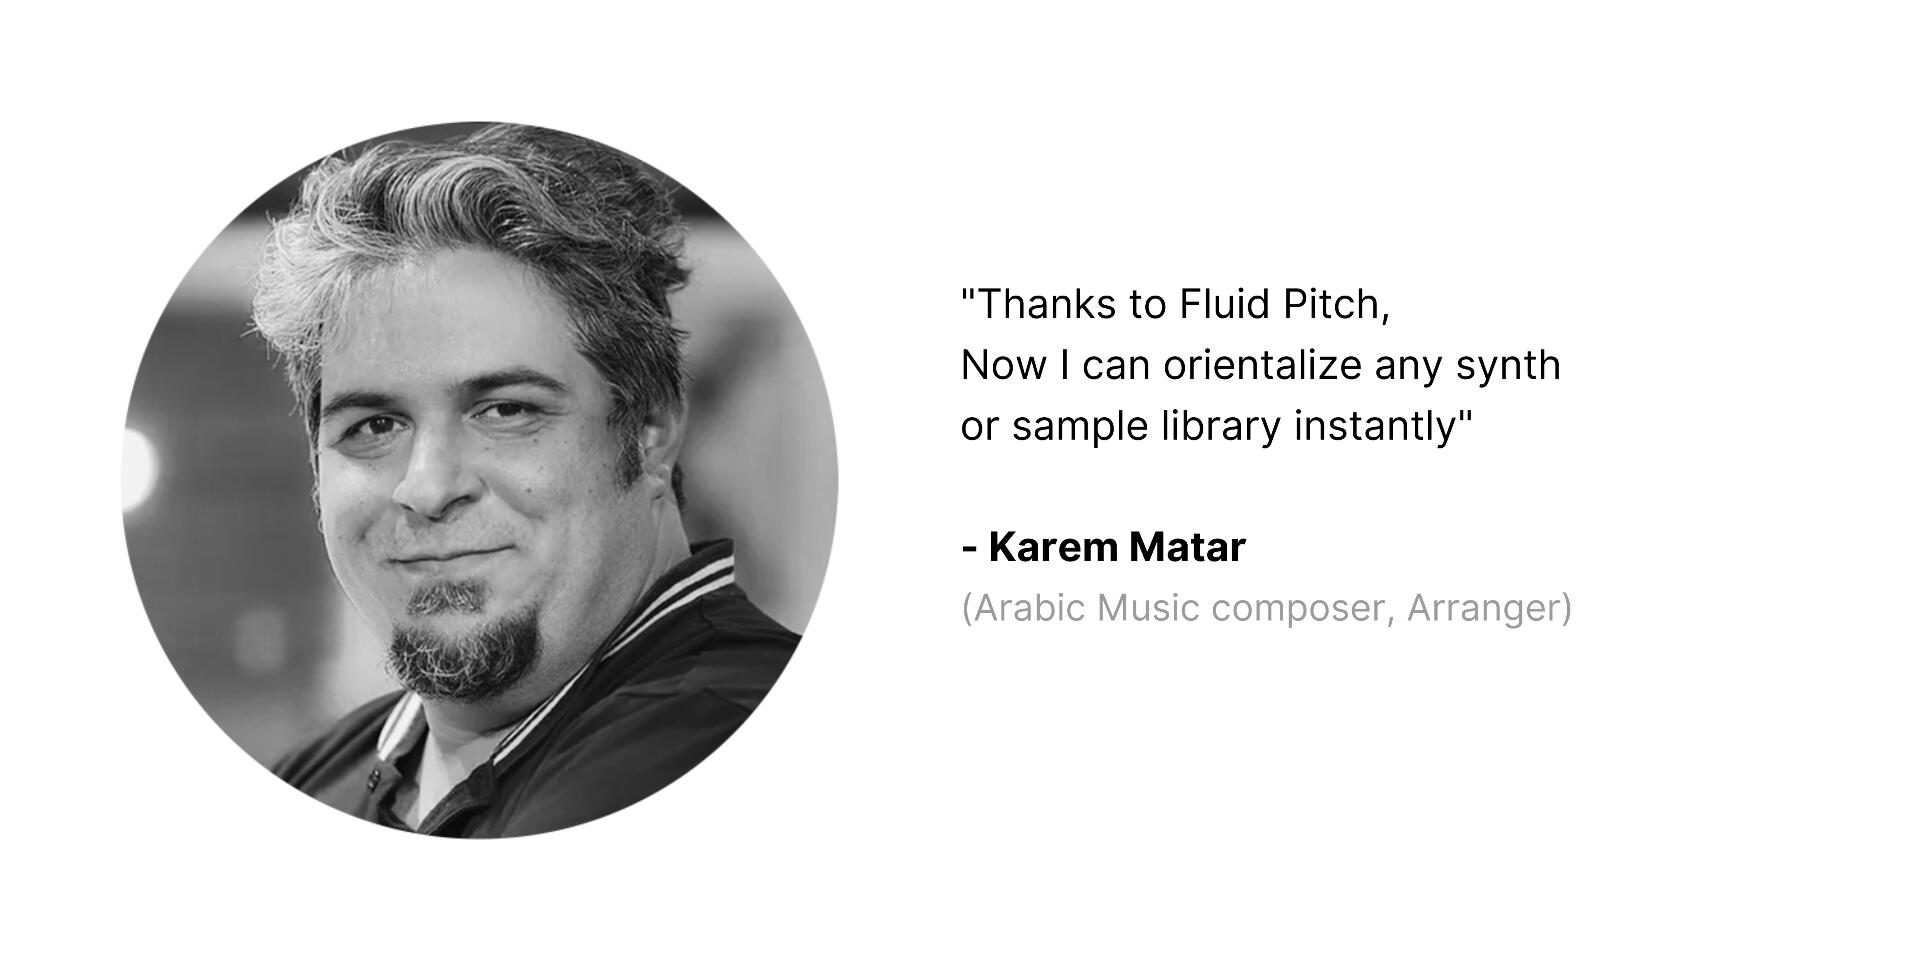 "Thanks to Fluid Pitch,
Now I can orientalize any synth
or sample library instantly"
- Karem Matar
(Arabic Music composer, Arranger)